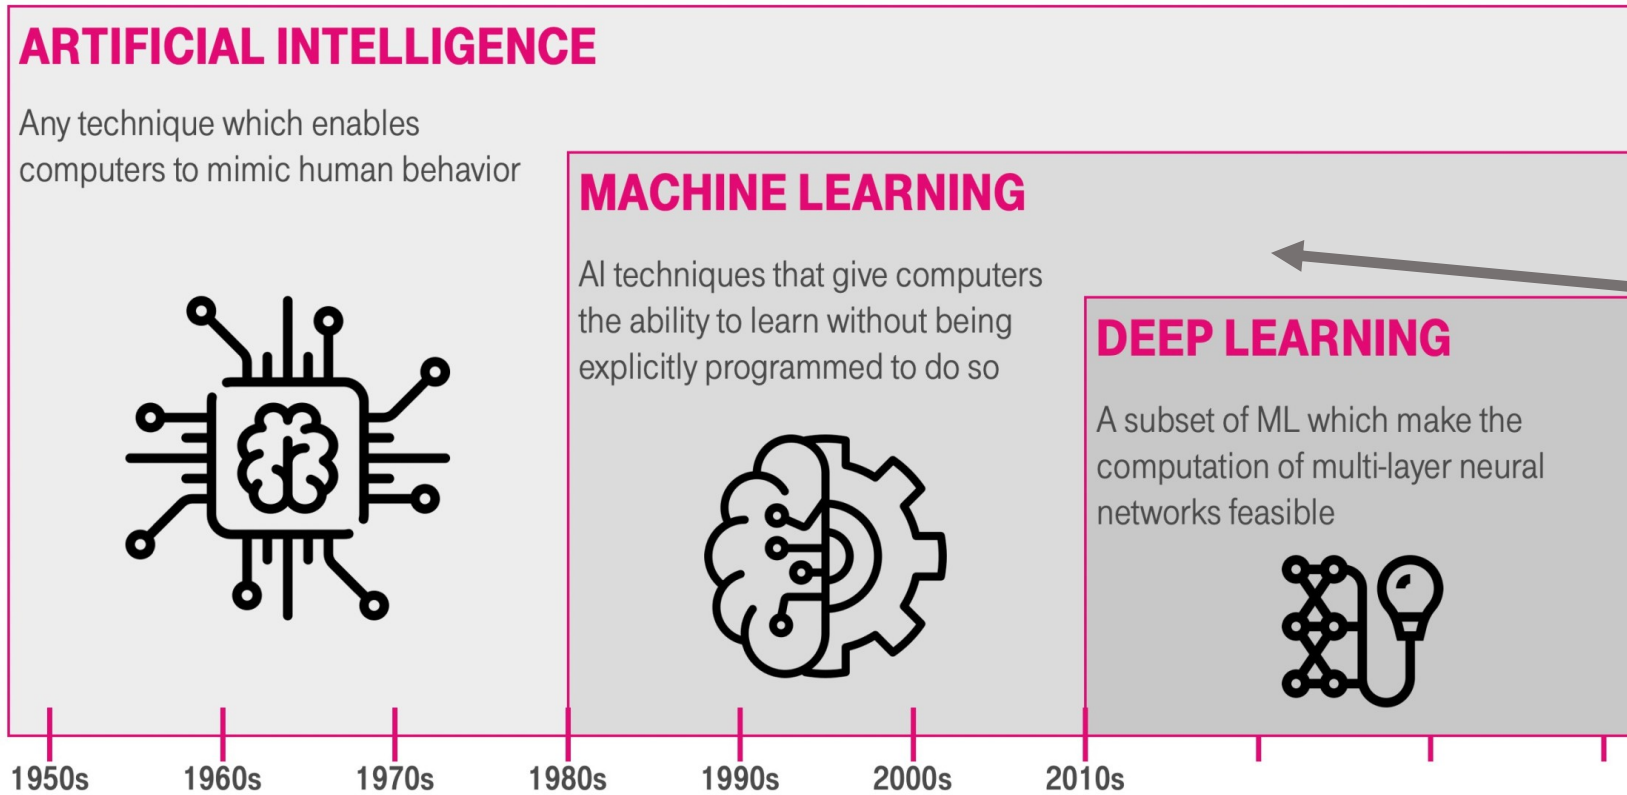 ARTIFICIAL INTELLIGENCE
Any technique which enables
computers to mimic human behavior
MACHINE LEARNING
AI techniques that give computers
the ability to learn without being
explicitly programmed to do so
DEEP LEARNING
A subset of ML which make the
computation of multi-layer neural
networks feasible
1950s 1960s 1970s 1980s 1990s 2000s 2010s